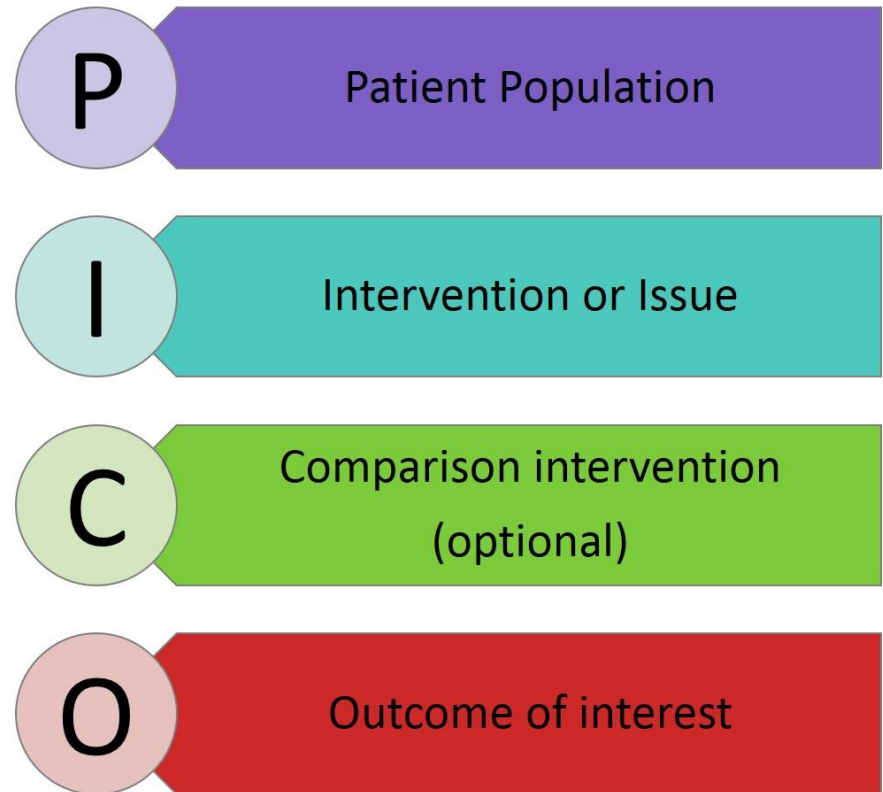 P
Patient Population
I
Intervention or Issue
C
Comparison intervention
(optional)
O
Outcome of interest